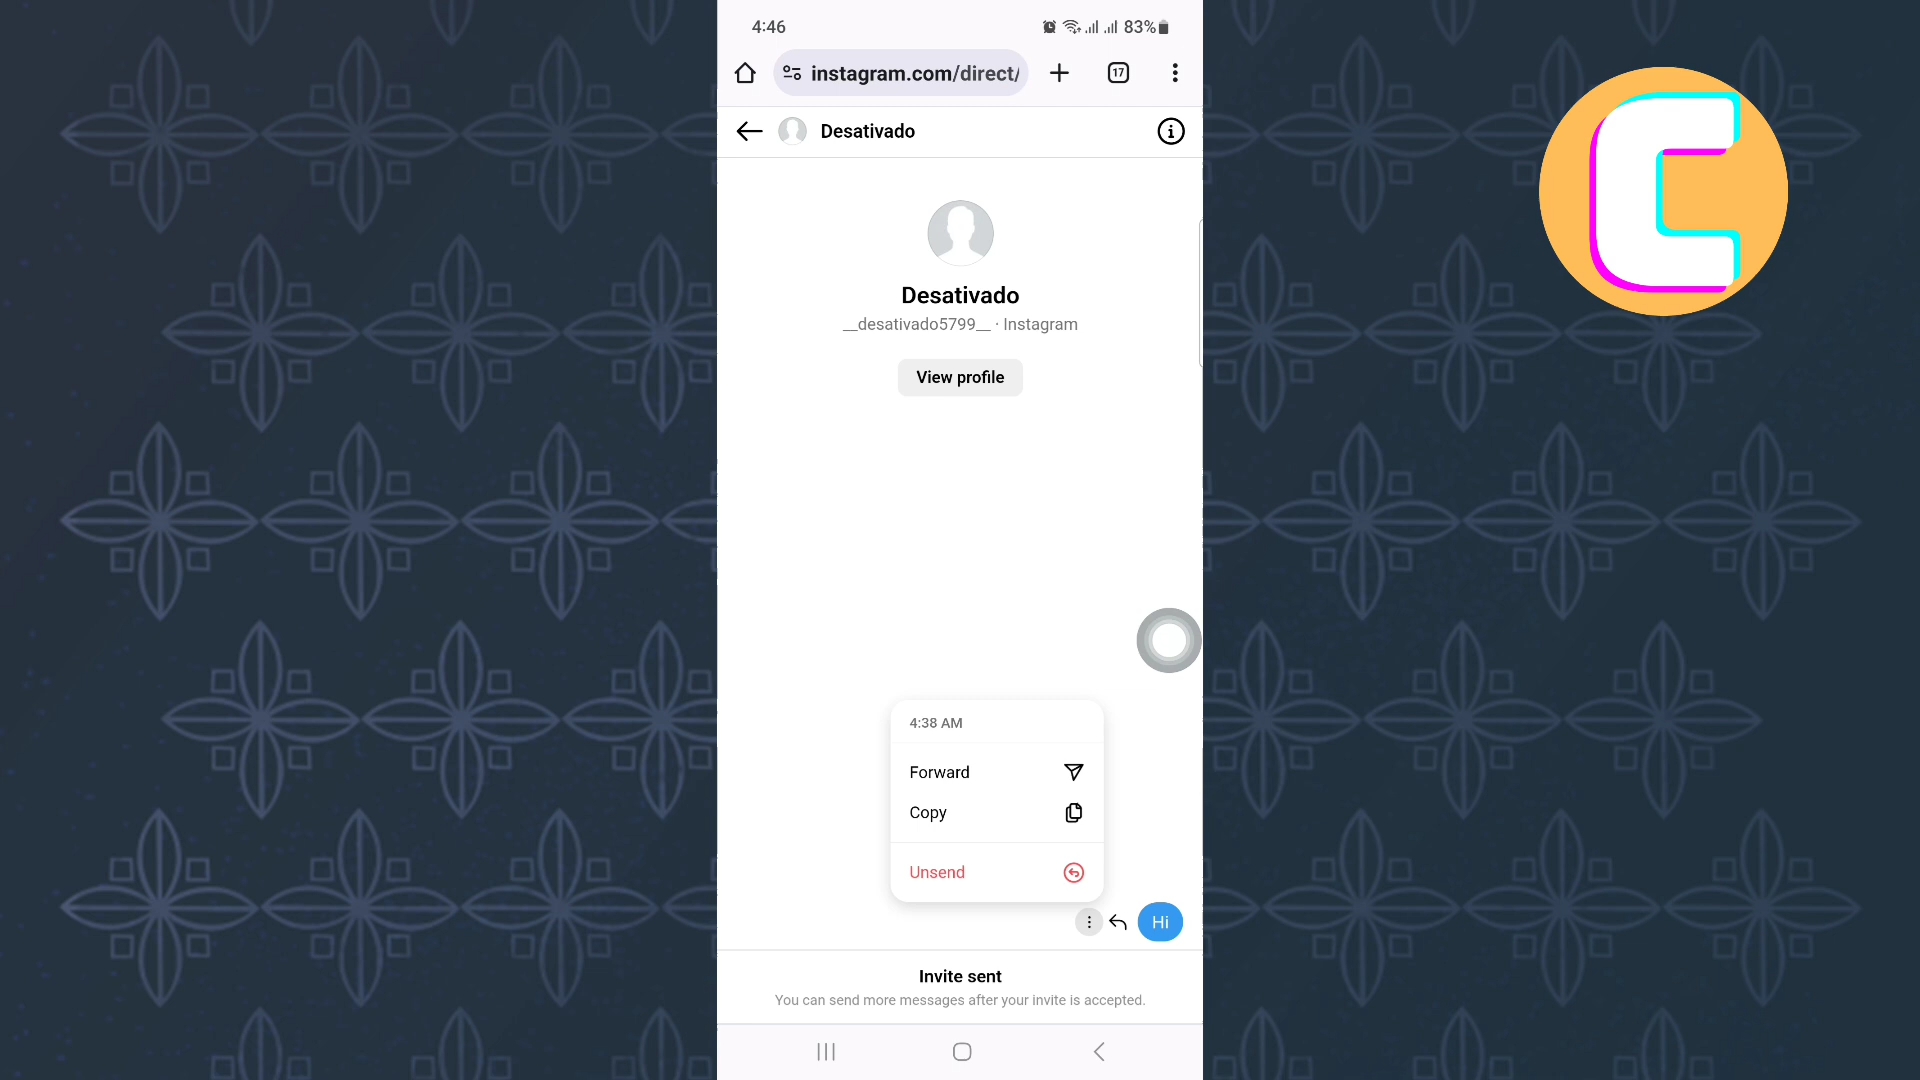 4:46
83%
instagram.com/direct/
17
Desativado
Desativado
__desativado5799__ · Instagram
View profile
4:38 AM
Forward
Copy
Unsend
Hi
Invite sent
You can send more messages after your invite is accepted.
C